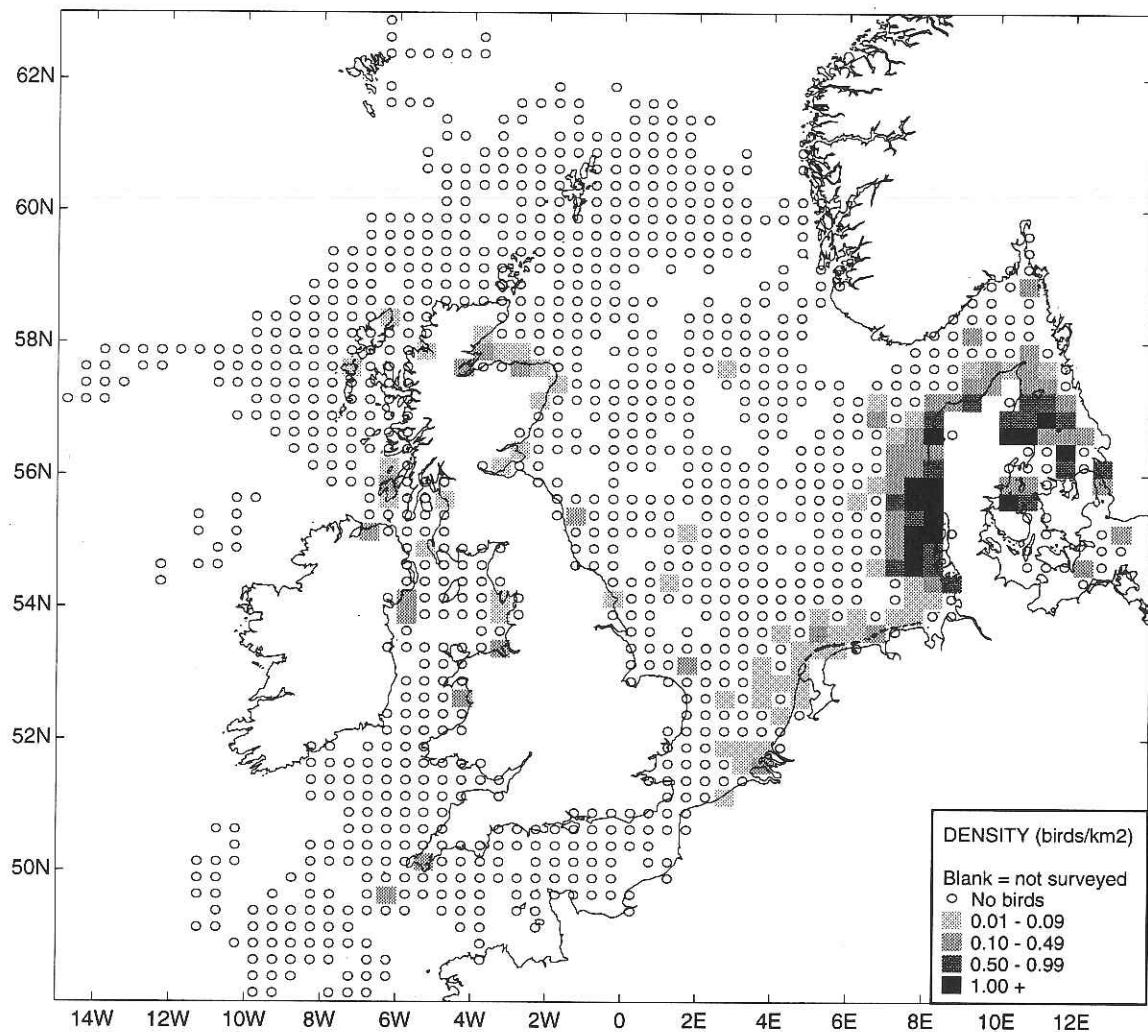 62N
60N
58N
56N
54N
52N
50N
14W 12W 10W 8W 6W 4W 2W 0 2E 4E 6E 8E 10E 12E
DENSITY (birds/km2)
Blank = not surveyed
No birds
0.01 - 0.09
0.10 - 0.49
0.50 - 0.99
1.00 +